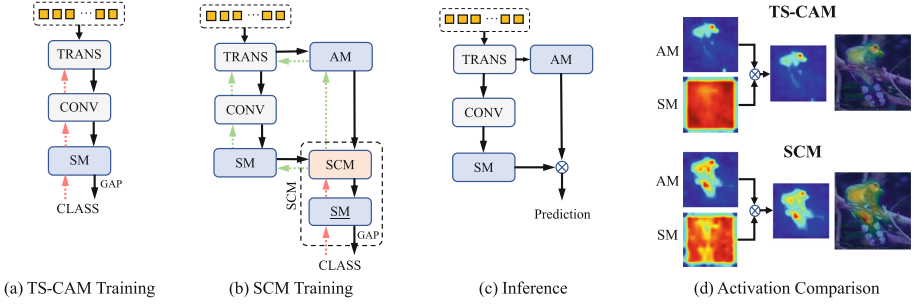 TRANS
CONV
SM
GAP
CLASS
(a) TS-CAM Training
TRANS
AM
CONV
SM
SCM
SCM
SM
GAP
CLASS
(b) SCM Training
TRANS
AM
CONV
SM
Prediction
(c) Inference
TS-CAM
AM
SM
SCM
AM
SM
(d) Activation Comparison